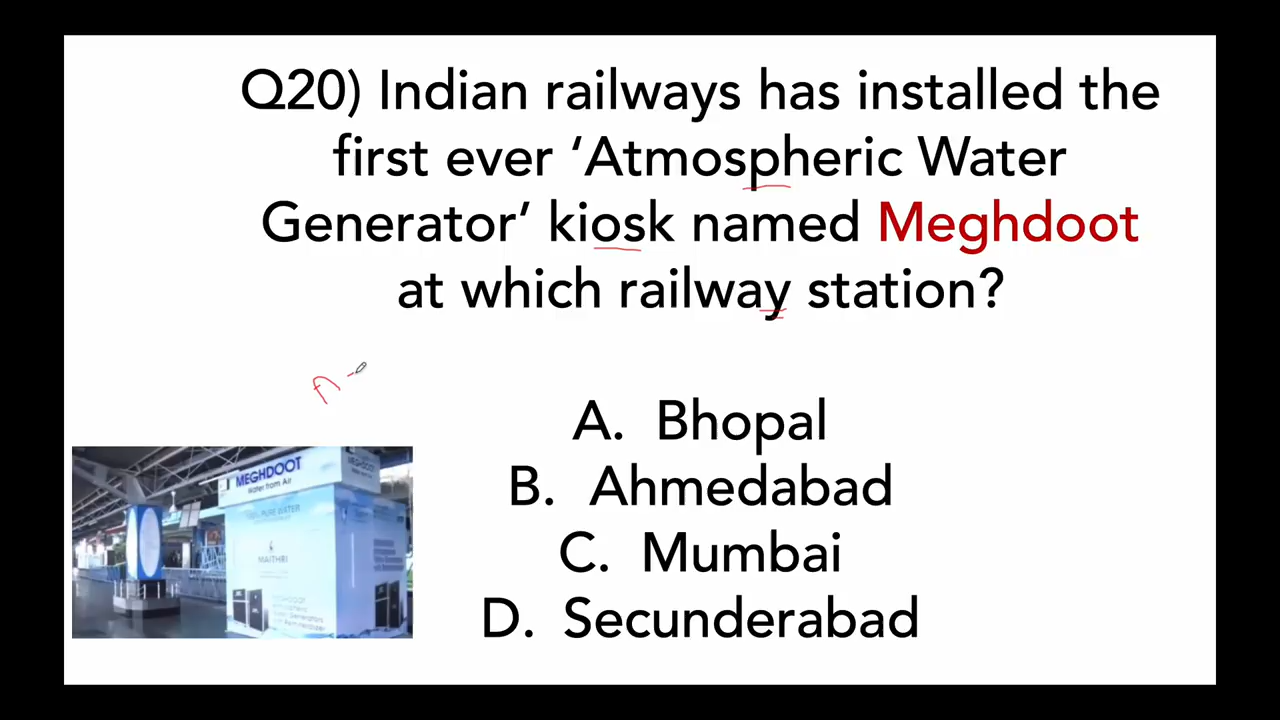 Q20) Indian railways has installed the
first ever ‘Atmospheric Water
Generator’ kiosk named Meghdoot
at which railway station?
A. Bhopal
B. Ahmedabad
C. Mumbai
D. Secunderabad
MEGHDOOT
Water from Air
MEGHDOOT
MAITHRI